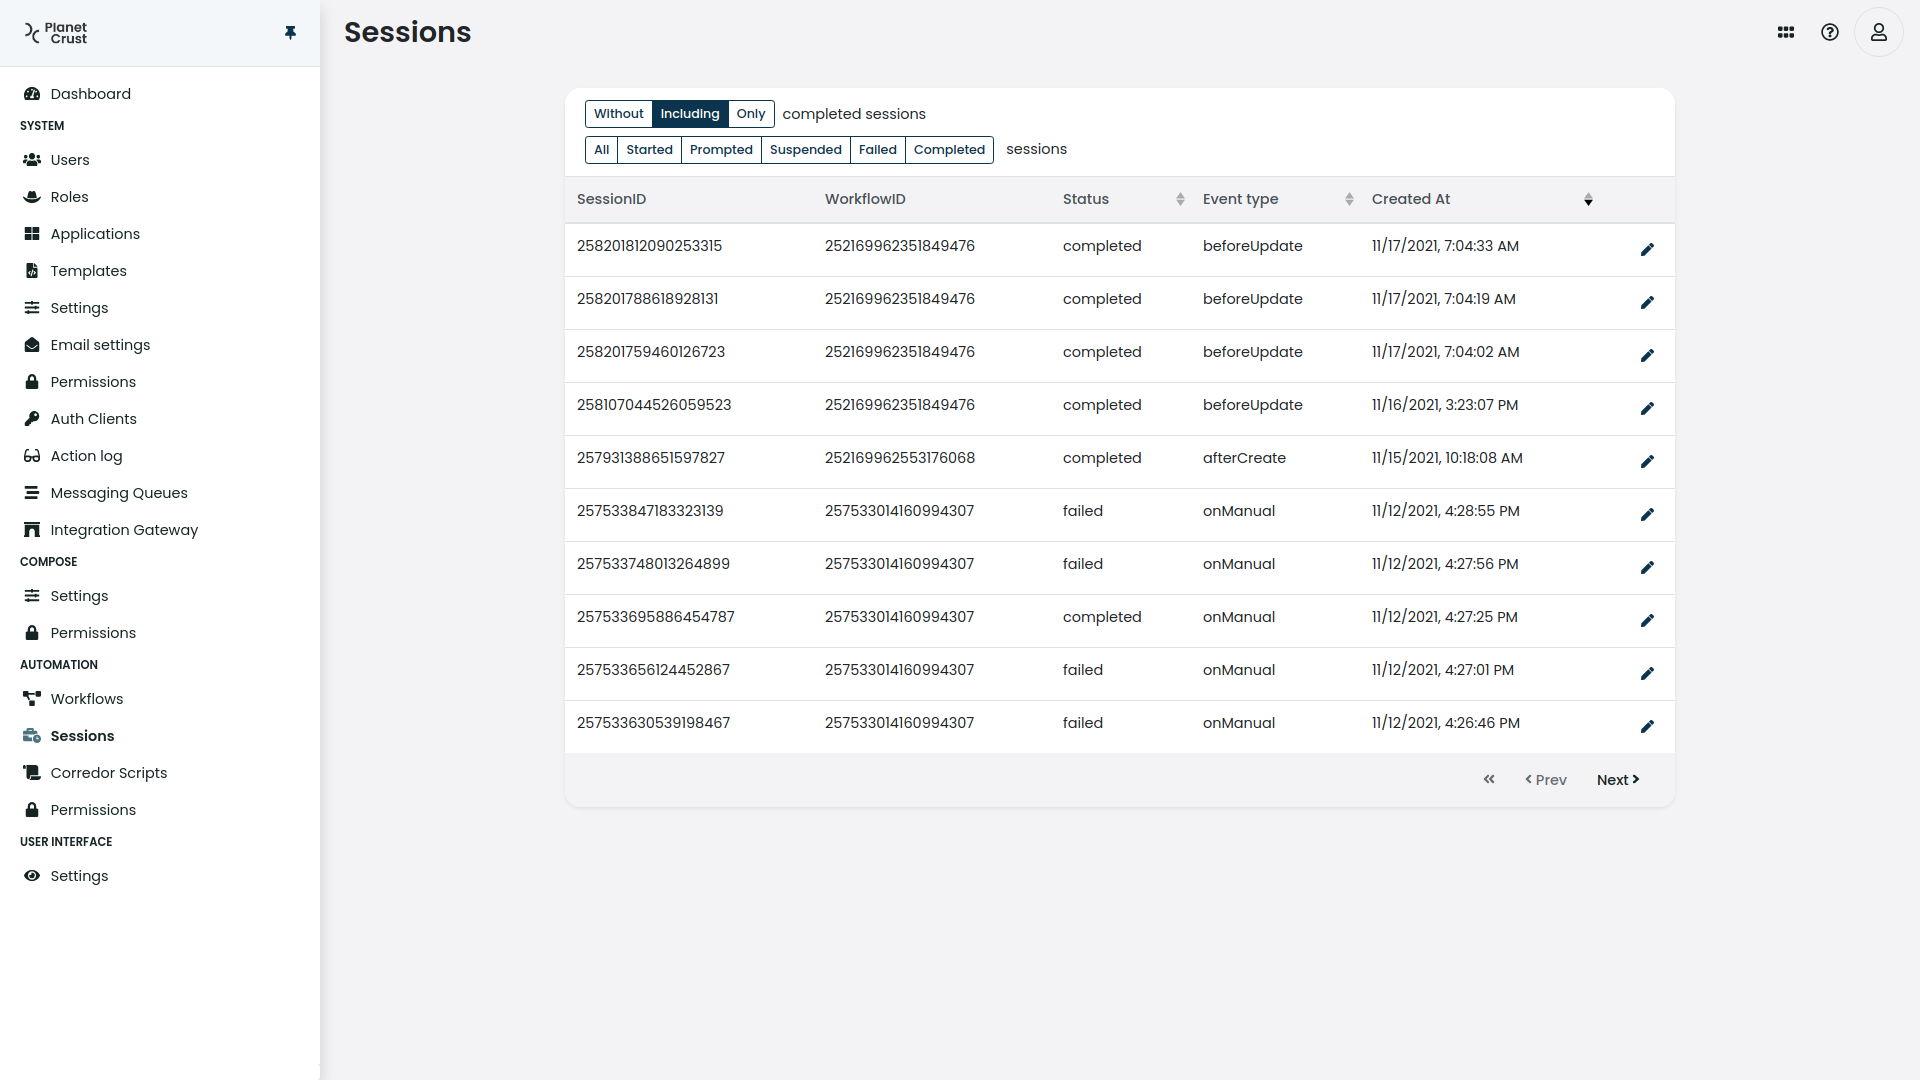 Planet
Crust
Sessions
Dashboard
SYSTEM
Users
Roles
Applications
Templates
Settings
Email settings
Permissions
Auth Clients
Action log
Messaging Queues
Integration Gateway
COMPOSE
Settings
Permissions
AUTOMATION
Workflows
Sessions
Corredor Scripts
Permissions
USER INTERFACE
Settings
Without Including Only completed sessions
All Started Prompted Suspended Failed Completed sessions
SessionID WorkflowID Status Event type Created At
258201812090253315 252169962351849476 completed beforeUpdate 11/17/2021, 7:04:33 AM
258201788618928131 252169962351849476 completed beforeUpdate 11/17/2021, 7:04:19 AM
258201759460126723 252169962351849476 completed beforeUpdate 11/17/2021, 7:04:02 AM
258107044526059523 252169962351849476 completed beforeUpdate 11/16/2021, 3:23:07 PM
257931388651597827 252169962553176068 completed afterCreate 11/15/2021, 10:18:08 AM
257533847183323139 257533014160994307 failed onManual 11/12/2021, 4:28:55 PM
257533748013264899 257533014160994307 failed onManual 11/12/2021, 4:27:56 PM
257533695886454787 257533014160994307 completed onManual 11/12/2021, 4:27:25 PM
257533656124452867 257533014160994307 failed onManual 11/12/2021, 4:27:01 PM
257533630539198467 257533014160994307 failed onManual 11/12/2021, 4:26:46 PM
« ‹ Prev Next ›